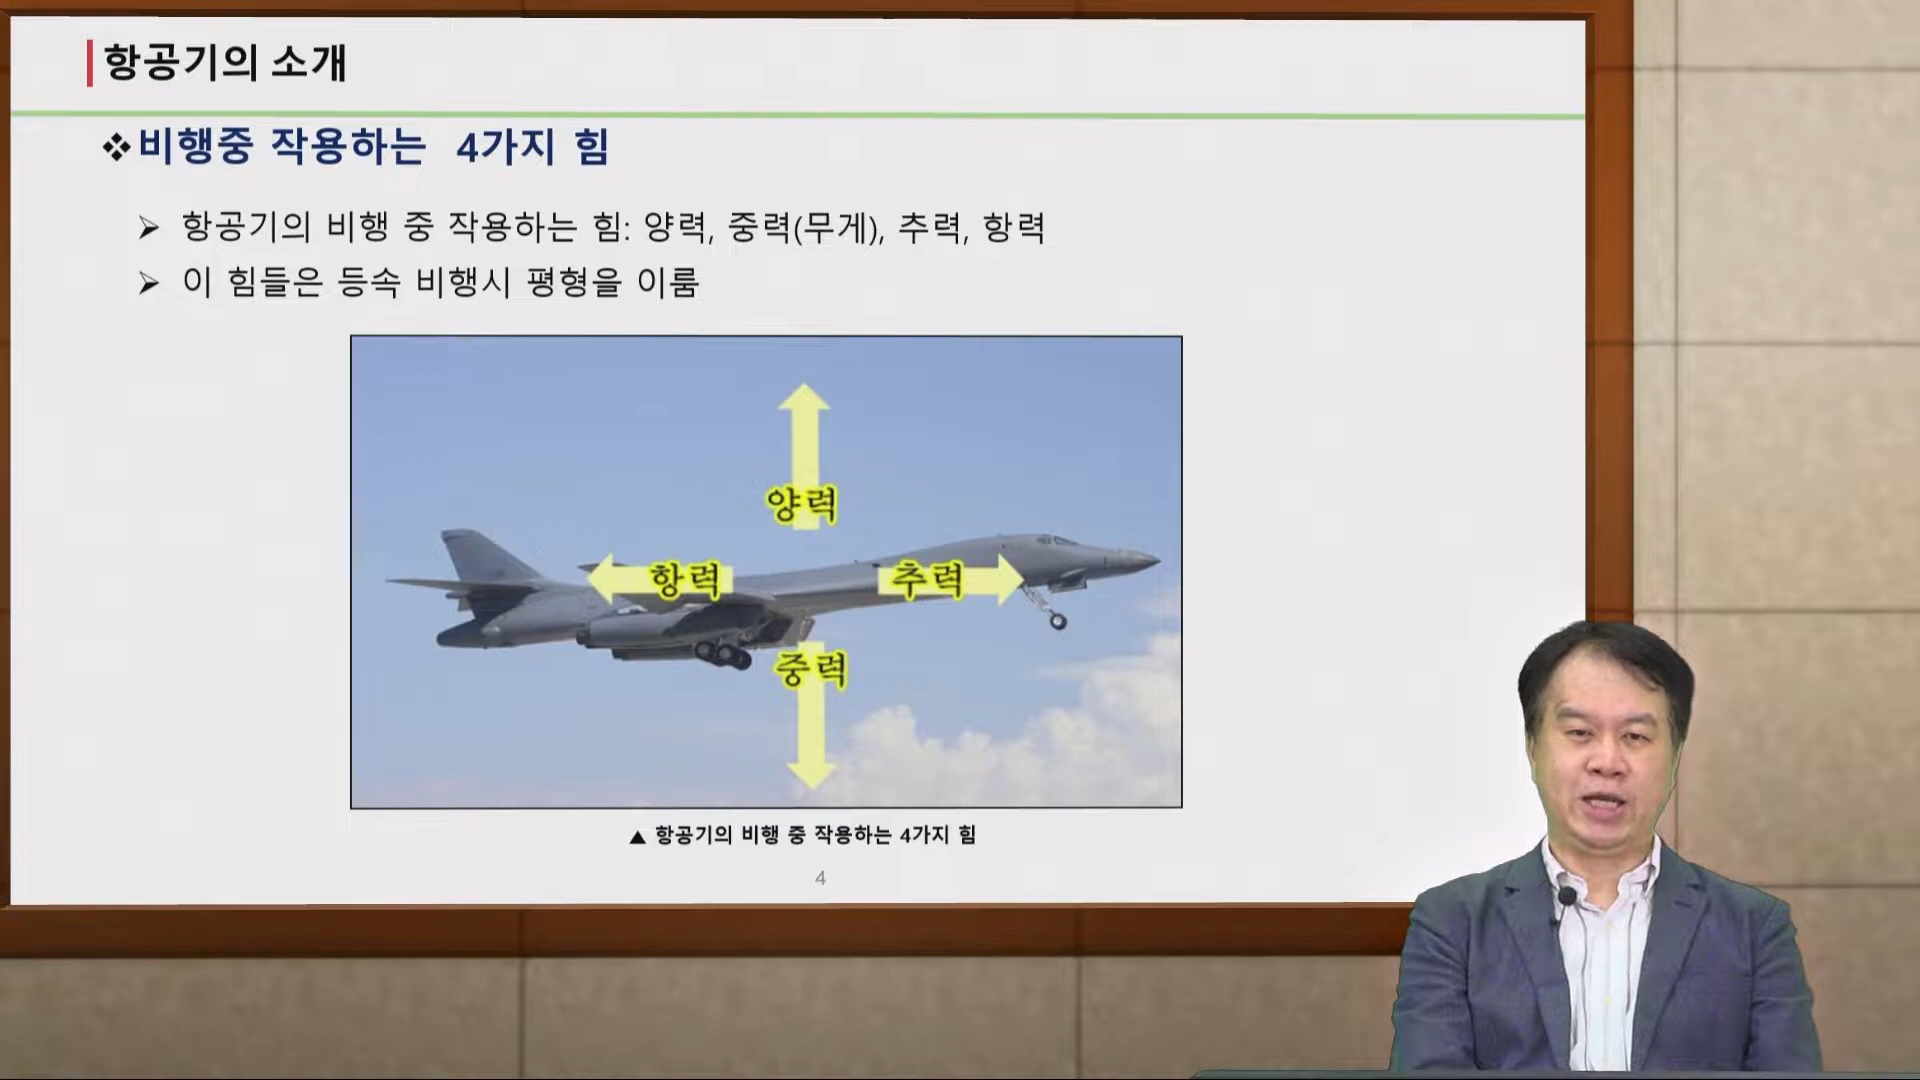 항공기의 소개
❖비행중 작용하는 4가지 힘
➢ 항공기의 비행 중 작용하는 힘: 양력, 중력(무게), 추력, 항력
➢ 이 힘들은 등속 비행시 평형을 이룸
양력
항력
추력
중력
▲ 항공기의 비행 중 작용하는 4가지 힘
4